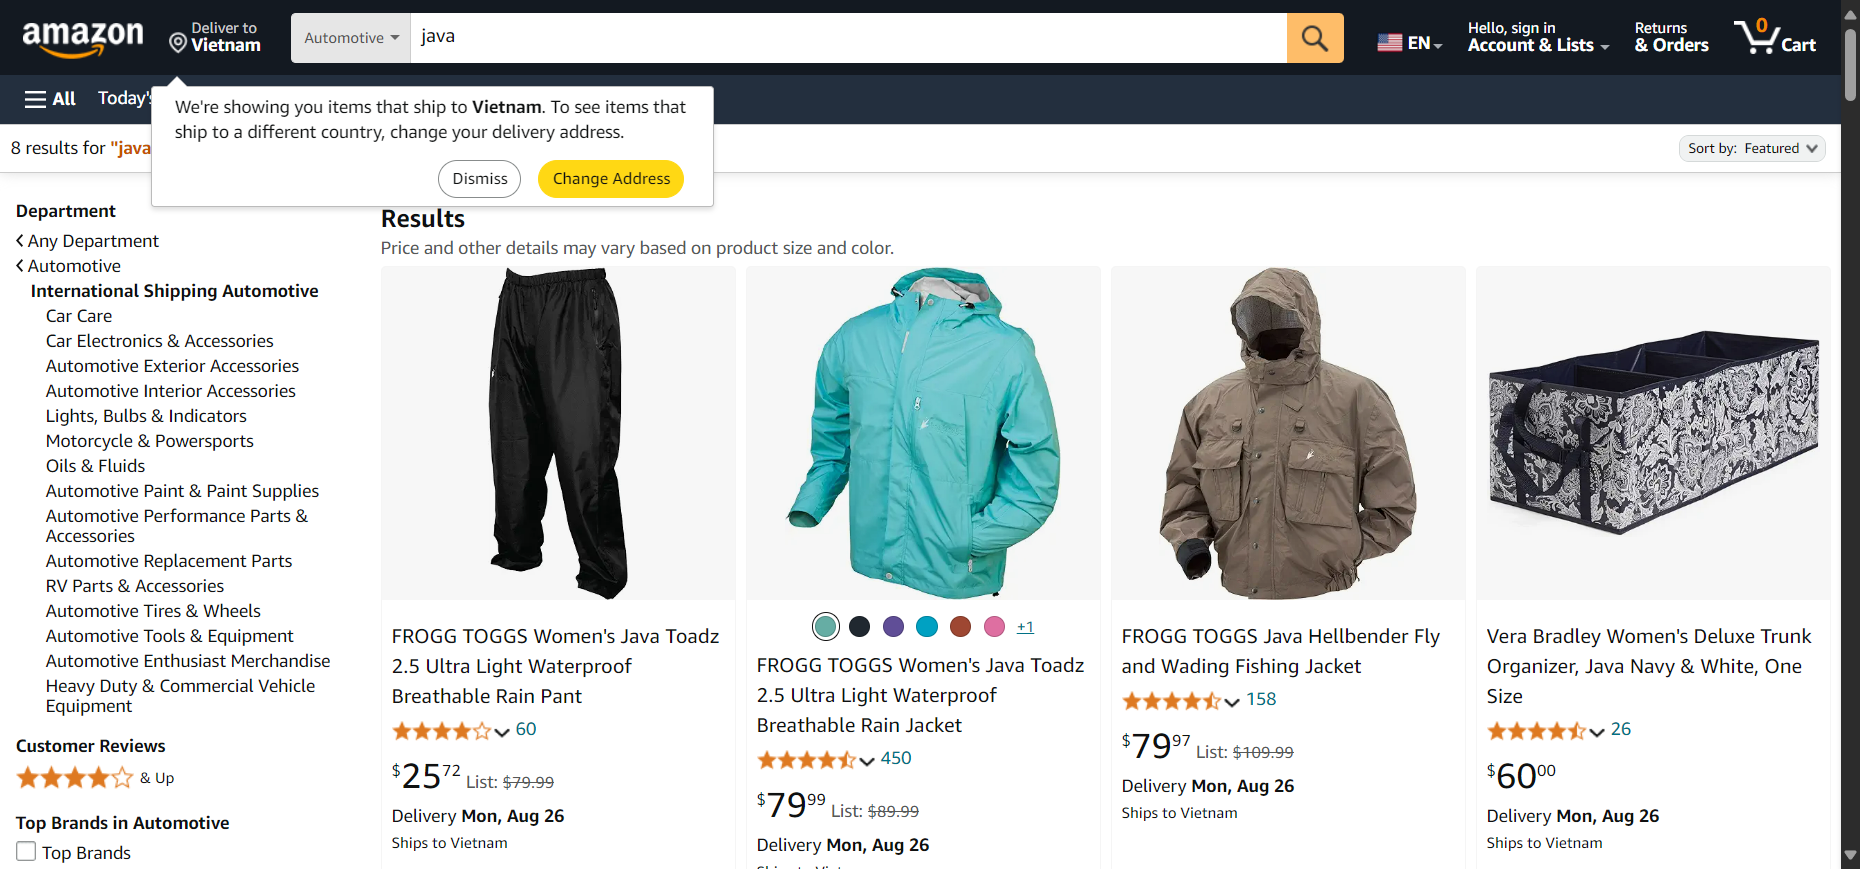 amazon
Deliver to
Vietnam
Automotive
java
EN
Hello, sign in
Account & Lists
Returns
& Orders
0
Cart
All
Today's
We're showing you items that ship to Vietnam. To see items that
ship to a different country, change your delivery address.
Dismiss
Change Address
8 results for "java
Sort by: Featured
Department
Any Department
Automotive
International Shipping Automotive
Car Care
Car Electronics & Accessories
Automotive Exterior Accessories
Automotive Interior Accessories
Lights, Bulbs & Indicators
Motorcycle & Powersports
Oils & Fluids
Automotive Paint & Paint Supplies
Automotive Performance Parts &
Accessories
Automotive Replacement Parts
RV Parts & Accessories
Automotive Tires & Wheels
Automotive Tools & Equipment
Automotive Enthusiast Merchandise
Heavy Duty & Commercial Vehicle
Equipment
Customer Reviews
& Up
Top Brands in Automotive
Top Brands
Results
Price and other details may vary based on product size and color.
FROGG TOGGS Women's Java Toadz
2.5 Ultra Light Waterproof
Breathable Rain Pant
60
$25.72 List: $79.99
Delivery Mon, Aug 26
Ships to Vietnam
+1
FROGG TOGGS Women's Java Toadz
2.5 Ultra Light Waterproof
Breathable Rain Jacket
450
$79.99 List: $89.99
Delivery Mon, Aug 26
FROGG TOGGS Java Hellbender Fly
and Wading Fishing Jacket
158
$79.97 List: $109.99
Delivery Mon, Aug 26
Ships to Vietnam
Vera Bradley Women's Deluxe Trunk
Organizer, Java Navy & White, One
Size
26
$60.00
Delivery Mon, Aug 26
Ships to Vietnam